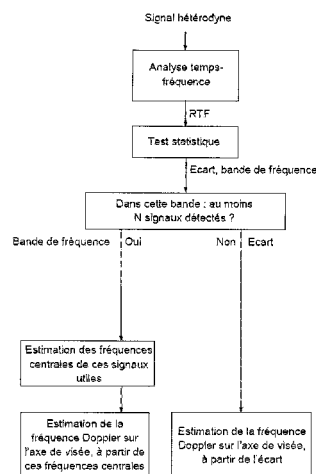 Signal hétérodyne
Analyse temps-
fréquence
RTF
Test statistique
Ecart, bande de fréquence
Dans cette bande : au moins
N signaux détectés ?
Bande de fréquence
Oui
Non
Ecart
Estimation des fréquences
centrales de ces signaux
utiles
Estimation de la
fréquence Doppler sur
l'axe de visée, à partir de
ces fréquences centrales
Estimation de la fréquence
Doppler sur l'axe de visée,
à partir de l'écart